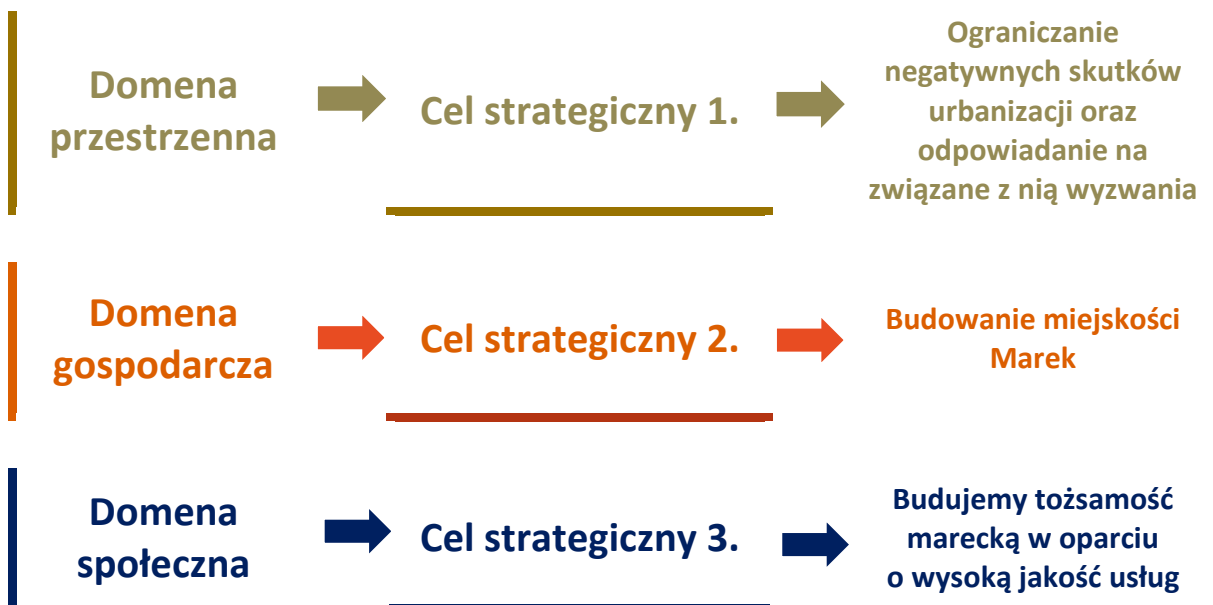 Domena
przestrzenna
Cel strategiczny 1.
Ograniczanie
negatywnych skutków
urbanizacji oraz
odpowiadanie na
związane z nią wyzwania
Domena
gospodarcza
Cel strategiczny 2.
Budowanie miejskości
Marek
Domena
społeczna
Cel strategiczny 3.
Budujemy tożsamość
marecką w oparciu
o wysoką jakość usług